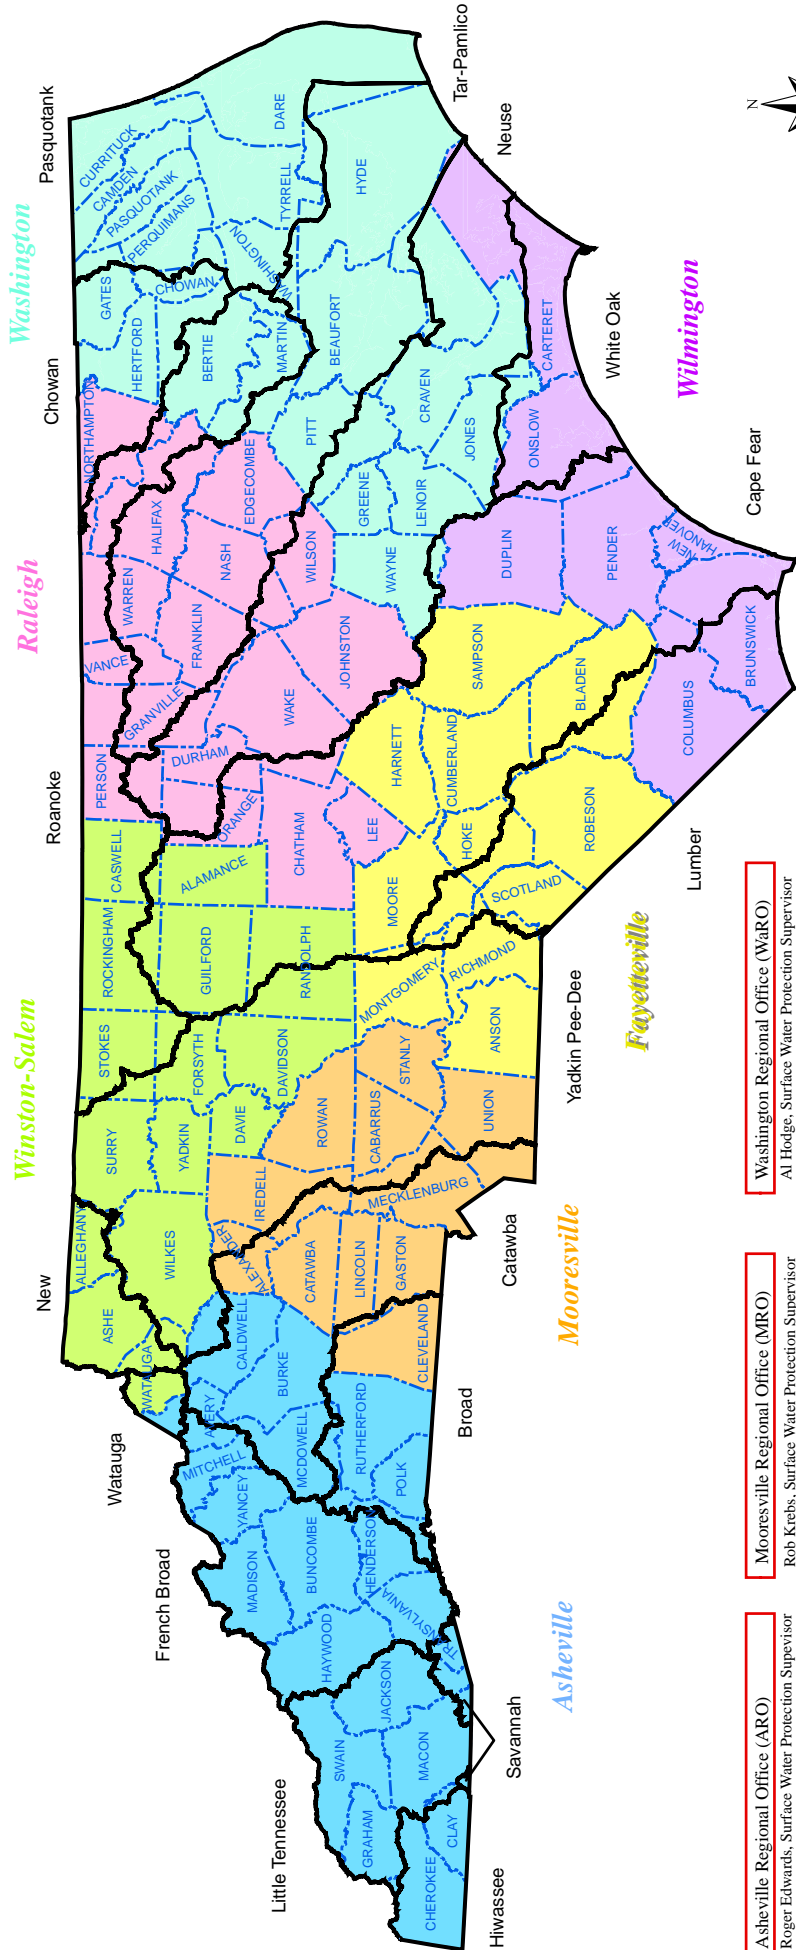 Washington
Raleigh
Winston-Salem
Pasquotank
Chowan
Roanoke
New
Watauga
French Broad
Little Tennessee
Hiwassee
Savannah
Broad
Catawba
Yadkin Pee-Dee
Lumber
Cape Fear
White Oak
Neuse
Tar-Pamlico
Asheville
Mooresville
Fayetteville
Wilmington
N
CURRITUCK
CAMDEN
PASQUOTANK
PERQUIMANS
GATES
CHOWAN
HERTFORD
NORTHAMPTON
BERTIE
WASHINGTON
TYRRELL
DARE
HYDE
MARTIN
BEAUFORT
PITT
CRAVEN
JONES
GREENE
LENOIR
WAYNE
CARTERET
ONSLOW
DUPLIN
PENDER
NEW
HANOVER
BRUNSWICK
COLUMBUS
HALIFAX
EDGECOMBE
NASH
WILSON
WARREN
VANCE
FRANKLIN
GRANVILLE
JOHNSTON
WAKE
PERSON
DURHAM
ORANGE
CHATHAM
LEE
SAMPSON
BLADEN
HARNETT
CUMBERLAND
HOKE
ROBESON
SCOTLAND
MOORE
MONTGOMERY
RICHMOND
ANSON
CASWELL
ALAMANCE
ROCKINGHAM
GUILFORD
RANDOLPH
STOKES
FORSYTH
DAVIDSON
SURRY
YADKIN
DAVIE
ALLEGHANY
WILKES
ASHE
WATAUGA
STANLY
ROWAN
CABARRUS
UNION
IREDELL
MECKLENBURG
ALEXANDER
CATAWBA
LINCOLN
GASTON
CLEVELAND
CALDWELL
BURKE
AVERY
MCDOWELL
RUTHERFORD
POLK
MITCHELL
YANCEY
MADISON
BUNCOMBE
HENDERSON
TRANSYLVANIA
HAYWOOD
JACKSON
SWAIN
MACON
GRAHAM
CLAY
CHEROKEE
Asheville Regional Office (ARO)
Roger Edwards, Surface Water Protection Supevisor
Mooresville Regional Office (MRO)
Rob Krebs, Surface Water Protection Supervisor
Washington Regional Office (WaRO)
Al Hodge, Surface Water Protection Supervisor